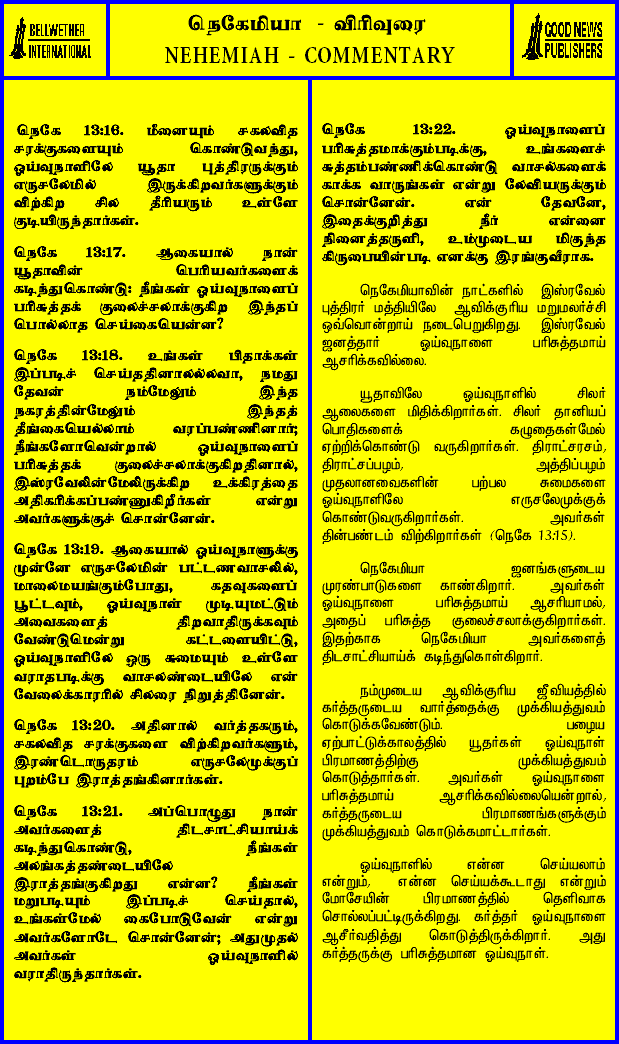 BELLWETHER
INTERNATIONAL
நெகேமியா - விரிவுரை
NEHEMIAH - COMMENTARY
GOOD NEWS
PUBLISHERS
நெகே 13:16. மீனையும் சகலவித
சரக்குகளையும் கொண்டுவந்து,
ஓய்வுநாளிலே யூதா புத்திரருக்கும்
எருசலேமில் இருக்கிறவர்களுக்கும்
விற்கிற சில தீரியரும் உள்ளே
குடியிருந்தார்கள்.
நெகே 13:17. ஆகையால் நான்
யூதாவின் பெரியவர்களைக்
கடிந்துகொண்டு: நீங்கள் ஓய்வுநாளைப்
பரிசுத்தக் குலைச்சலாக்குகிற இந்தப்
பொல்லாத செய்கையென்ன?
நெகே 13:18. உங்கள் பிதாக்கள்
இப்படிச் செய்ததினாலல்லவா, நமது
தேவன் நம்மேலும் இந்த
நகரத்தின்மேலும் இந்தத்
தீங்கையெல்லாம் வரப்பண்ணினார்;
நீங்களோவென்றால் ஓய்வுநாளைப்
பரிசுத்தக் குலைச்சலாக்குகிறதினால்,
இஸ்ரவேலின்மேலிருக்கிற உக்கிரத்தை
அதிகரிக்கப்பண்ணுகிறீர்கள் என்று
அவர்களுக்குச் சொன்னேன்.
நெகே 13:19. ஆகையால் ஓய்வுநாளுக்கு
முன்னே எருசலேமின் பட்டணவாசலில்,
மாலைமயங்கும்போது, கதவுகளைப்
பூட்டவும், ஓய்வுநாள் முடியுமட்டும்
அவைகளைத் திறவாதிருக்கவும்
வேண்டுமென்று கட்டளையிட்டு,
ஓய்வுநாளிலே ஒரு சுமையும் உள்ளே
வராதபடிக்கு வாசலண்டையிலே என்
வேலைக்காரரில் சிலரை நிறுத்தினேன்.
நெகே 13:20. அதினால் வர்த்தகரும்,
சகலவித சரக்குகளை விற்கிறவர்களும்,
இரண்டொருதரம் எருசலேமுக்குப்
புறம்பே இராத்தங்கினார்கள்.
நெகே 13:21. அப்பொழுது நான்
அவர்களைத் திடசாட்சியாய்க்
கடிந்துகொண்டு, நீங்கள்
அலங்கத்தண்டையிலே
இராத்தங்குகிறது என்ன? நீங்கள்
மறுபடியும் இப்படிச் செய்தால்,
உங்கள்மேல் கைபோடுவேன் என்று
அவர்களோடே சொன்னேன்; அதுமுதல்
அவர்கள் ஓய்வுநாளில்
வராதிருந்தார்கள்.
நெகே 13:22. ஓய்வுநாளைப்
பரிசுத்தமாக்கும்படிக்கு, உங்களைச்
சுத்தம்பண்ணிக்கொண்டு வாசல்களைக்
காக்க வாருங்கள் என்று லேவியருக்கும்
சொன்னேன். என் தேவனே,
இதைக்குறித்து நீர் என்னை
நினைத்தருளி, உம்முடைய மிகுந்த
கிருபையின்படி எனக்கு இரங்குவீராக.
நெகேமியாவின் நாட்களில் இஸ்ரவேல்
புத்திரர் மத்தியிலே ஆவிக்குரிய மறுமலர்ச்சி
ஒவ்வொன்றாய் நடைபெறுகிறது. இஸ்ரவேல்
ஜனத்தார் ஓய்வுநாளை பரிசுத்தமாய்
ஆசரிக்கவில்லை.
யூதாவிலே ஓய்வுநாளில் சிலர்
ஆலைகளை மிதிக்கிறார்கள். சிலர் தானியப்
பொதிகளைக் கழுதைகள்மேல்
ஏற்றிக்கொண்டு வருகிறார்கள். திராட்சரசம்,
திராட்சப்பழம், அத்திப்பழம்
முதலானவைகளின் பற்பல சுமைகளை
ஓய்வுநாளிலே எருசலேமுக்குக்
கொண்டுவருகிறார்கள். அவர்கள்
தின்பண்டம் விற்கிறார்கள் (நெகே 13:15).
நெகேமியா ஜனங்களுடைய
முரண்பாடுகளை காண்கிறார். அவர்கள்
ஓய்வுநாளை பரிசுத்தமாய் ஆசரியாமல்,
அதைப் பரிசுத்த குலைச்சலாக்குகிறார்கள்.
இதற்காக நெகேமியா அவர்களைத்
திடசாட்சியாய்க் கடிந்துகொள்கிறார்.
நம்முடைய ஆவிக்குரிய ஜீவியத்தில்
கர்த்தருடைய வார்த்தைக்கு முக்கியத்துவம்
கொடுக்கவேண்டும். பழைய
ஏற்பாட்டுக்காலத்தில் யூதர்கள் ஓய்வுநாள்
பிரமாணத்திற்கு முக்கியத்துவம்
கொடுத்தார்கள். அவர்கள் ஓய்வுநாளை
பரிசுத்தமாய் ஆசரிக்கவில்லையென்றால்,
கர்த்தருடைய பிரமாணங்களுக்கும்
முக்கியத்துவம் கொடுக்கமாட்டார்கள்.
ஓய்வுநாளில் என்ன செய்யலாம்
என்றும், என்ன செய்யக்கூடாது என்றும்
மோசேயின் பிரமாணத்தில் தெளிவாக
சொல்லப்பட்டிருக்கிறது. கர்த்தர் ஓய்வுநாளை
ஆசீர்வதித்து கொடுத்திருக்கிறார். அது
கர்த்தருக்கு பரிசுத்தமான ஓய்வுநாள்.